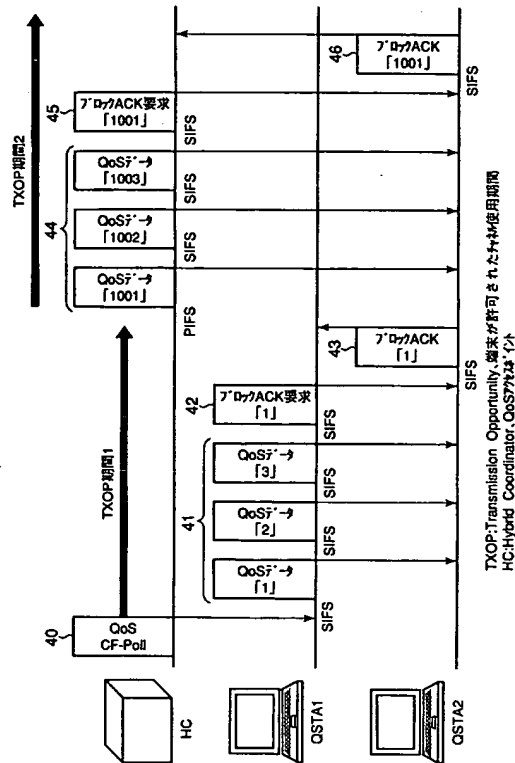 TXOP期間1
TXOP期間2
HC
40
QoS
CF-Poll
SIFS
QSTA1
41
QoSデータ
「1」
SIFS
QoSデータ
「2」
SIFS
QoSデータ
「3」
SIFS
42
ブロックACK要求
「1」
SIFS
QSTA2
43
ブロックACK
「1」
PIFS
44
QoSデータ
「1001」
SIFS
QoSデータ
「1002」
SIFS
QoSデータ
「1003」
SIFS
45
ブロックACK要求
「1001」
SIFS
46
ブロックACK
「1001」
TXOP:Transmission Opportunity、端末が許可されたチャネル使用期間
HC:Hybrid Coordinator、QoSアクセスポイント